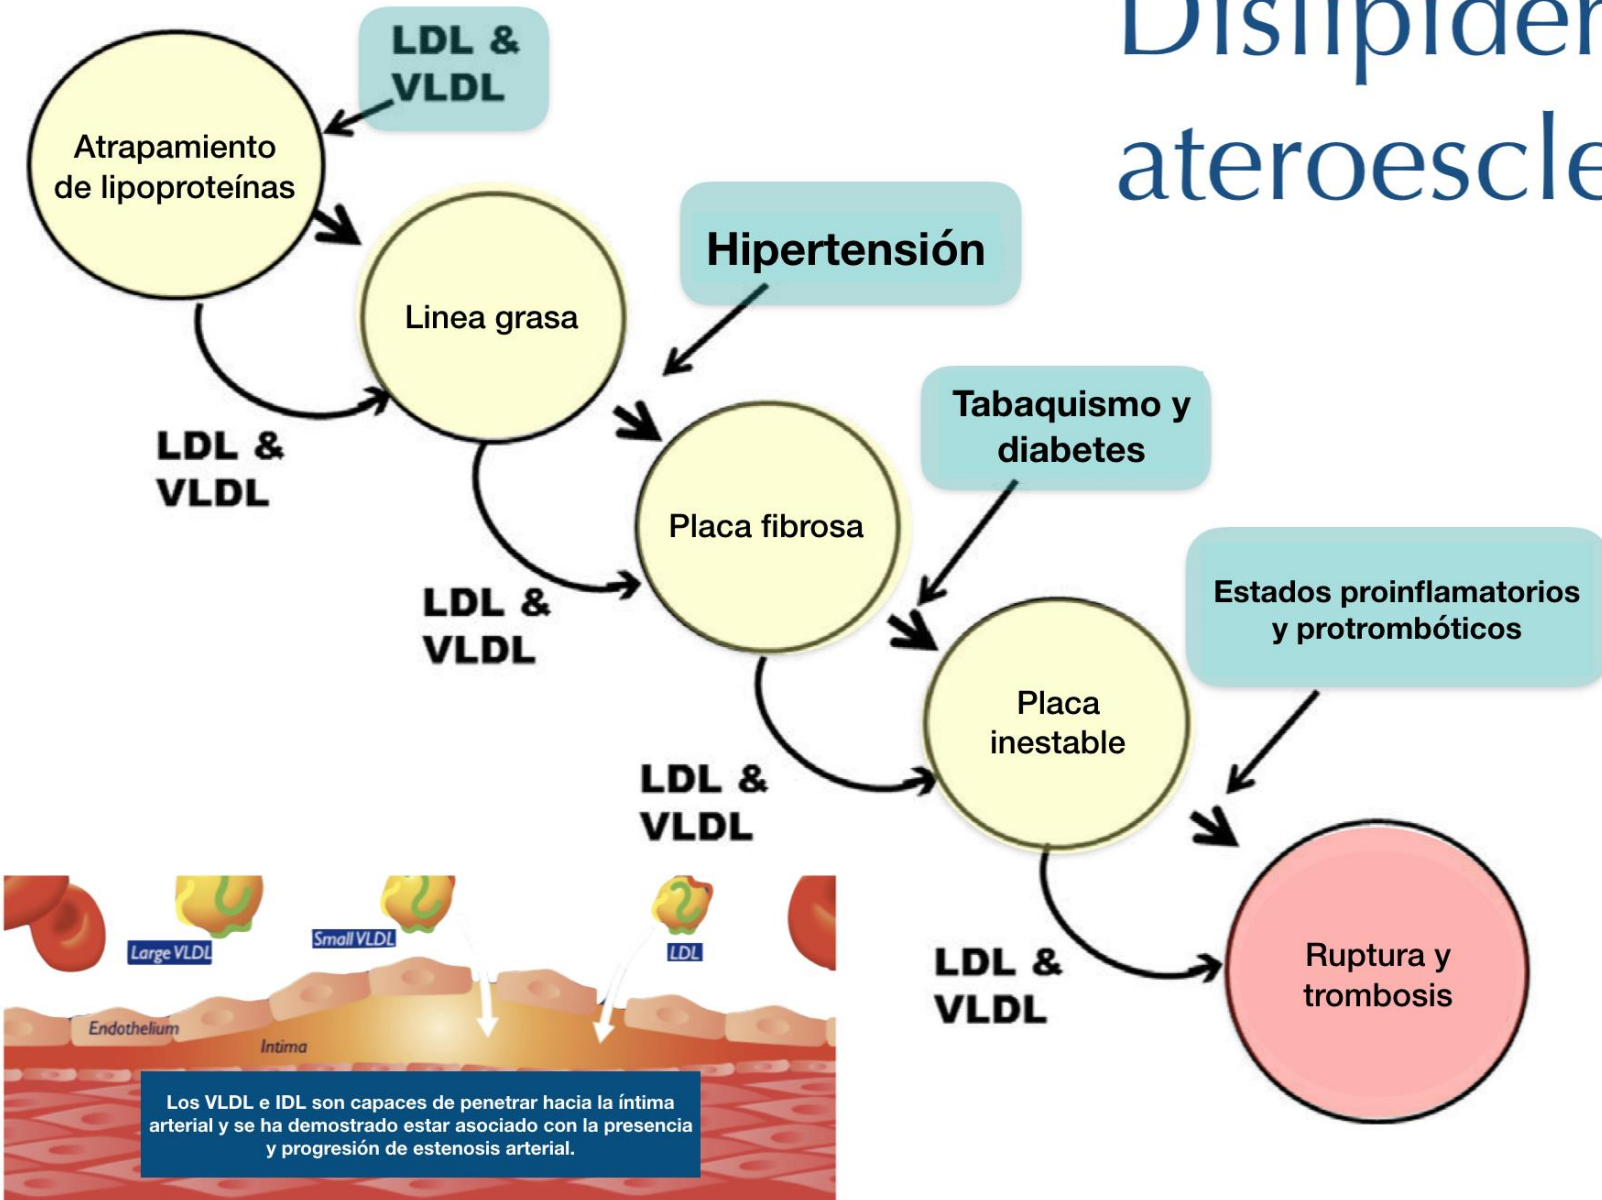 Atrapamiento
de lipoproteínas
LDL &
VLDL
Linea grasa
Hipertensión
LDL &
VLDL
Placa fibrosa
Tabaquismo y
diabetes
LDL &
VLDL
Placa
inestable
Estados proinflamatorios
y protrombóticos
LDL &
VLDL
Ruptura y
trombosis
LDL &
VLDL
Large VLDL
Small VLDL
LDL
Endothelium
Intima
Los VLDL e IDL son capaces de penetrar hacia la íntima
arterial y se ha demostrado estar asociado con la presencia
y progresión de estenosis arterial.